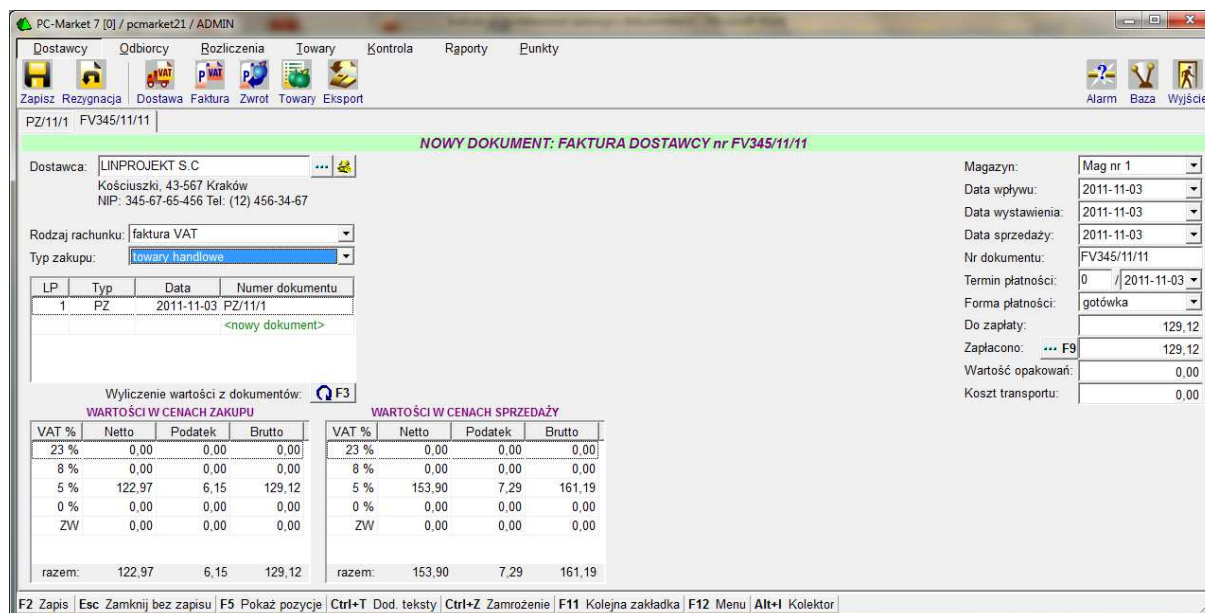 PC-Market 7 [0] / pcmarket21 / ADMIN
Dostawcy Odbiorcy Rozliczenia Towary Kontrola Raporty Punkty
Zapisz Rezygnacja Dostawa Faktura Zwrot Towary Eksport Alarm Baza Wyjście
PZ/11/1 FV345/11/11
NOWY DOKUMENT: FAKTURA DOSTAWCY nr FV345/11/11
Dostawca: LINPROJEKT S.C ...
Kościuszki, 43-567 Kraków
NIP: 345-67-65-456 Tel: (12) 456-34-67
Rodzaj rachunku: faktura VAT
Typ zakupu: towary handlowe
LP Typ Data Numer dokumentu
1 PZ 2011-11-03 PZ/11/1
<nowy dokument>
Wyliczenie wartości z dokumentów: F3
Magazyn: Mag nr 1
Data wpływu: 2011-11-03
Data wystawienia: 2011-11-03
Data sprzedaży: 2011-11-03
Nr dokumentu: FV345/11/11
Termin płatności: 0 / 2011-11-03
Forma płatności: gotówka
Do zapłaty: 129,12
Zapłacono: ... F9 129,12
Wartość opakowań: 0,00
Koszt transportu: 0,00
WARTOŚCI W CENACH ZAKUPU
VAT % Netto Podatek Brutto
23 % 0,00 0,00 0,00
8 % 0,00 0,00 0,00
5 % 122,97 6,15 129,12
0 % 0,00 0,00 0,00
ZW 0,00 0,00 0,00
razem: 122,97 6,15 129,12
WARTOŚCI W CENACH SPRZEDAŻY
VAT % Netto Podatek Brutto
23 % 0,00 0,00 0,00
8 % 0,00 0,00 0,00
5 % 153,90 7,29 161,19
0 % 0,00 0,00 0,00
ZW 0,00 0,00 0,00
razem: 153,90 7,29 161,19
F2 Zapis Esc Zamknij bez zapisu F5 Pokaż pozycje Ctrl+T Dod. teksty Ctrl+Z Zamrożenie F11 Kolejna zakładka F12 Menu Alt+I Kolektor